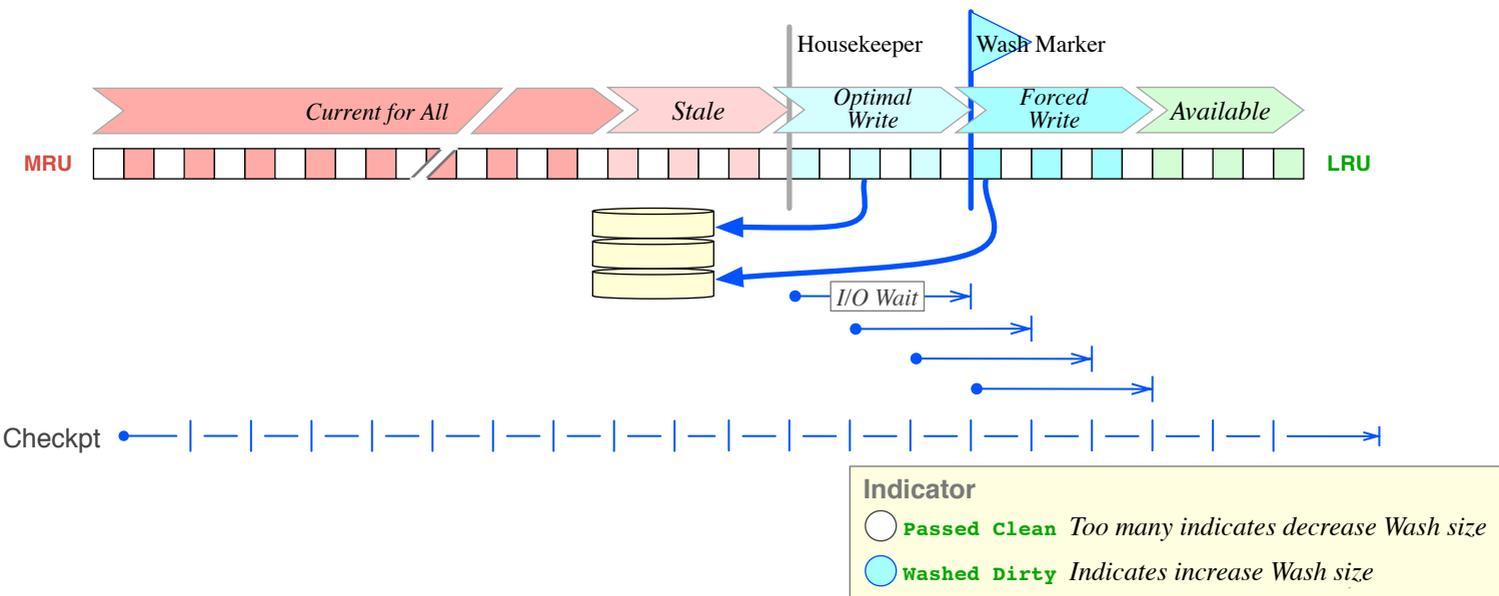 Housekeeper
Wash Marker
Current for All
Stale
Optimal
Write
Forced
Write
Available
MRU
LRU
I/O Wait
Checkpt
Indicator
Passed Clean Too many indicates decrease Wash size
Washed Dirty Indicates increase Wash size